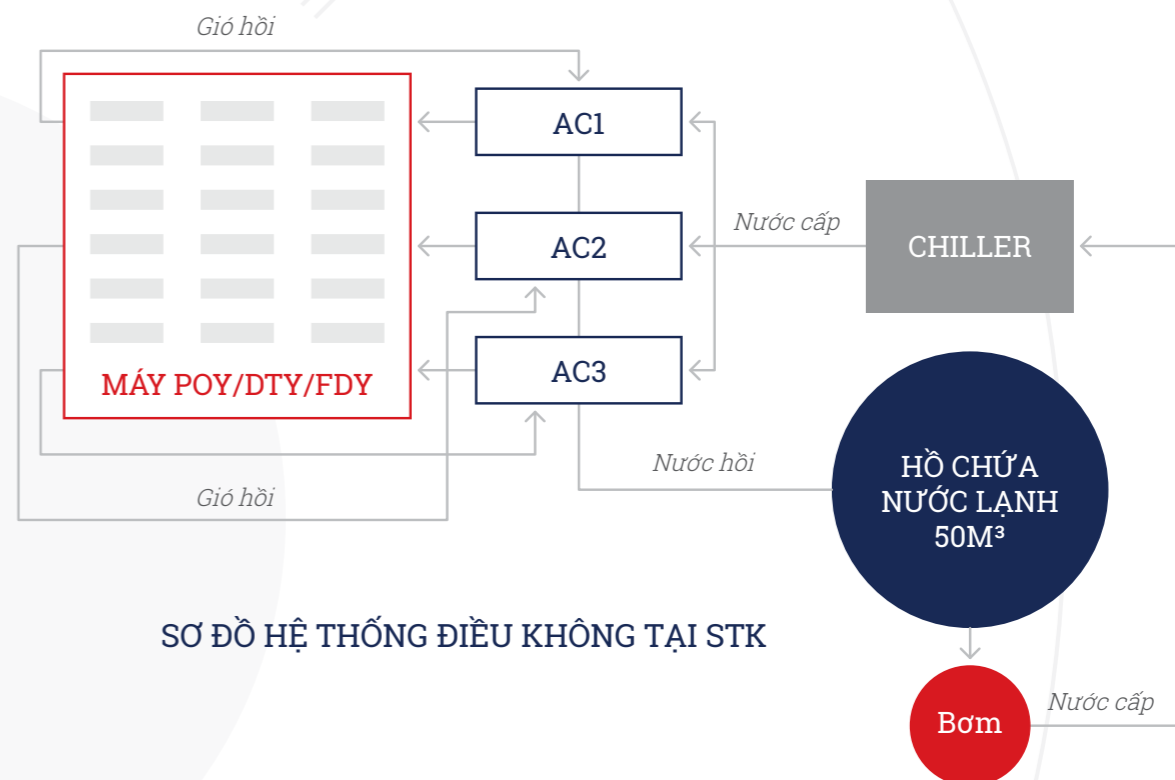 Gió hồi
AC1
Nước cấp
AC2
CHILLER
AC3
MÁY POY/DTY/FDY
Nước hồi
Gió hồi
HỒ CHỨA
NƯỚC LẠNH
50M³
SƠ ĐỒ HỆ THỐNG ĐIỀU KHÔNG TẠI STK
Bơm
Nước cấp